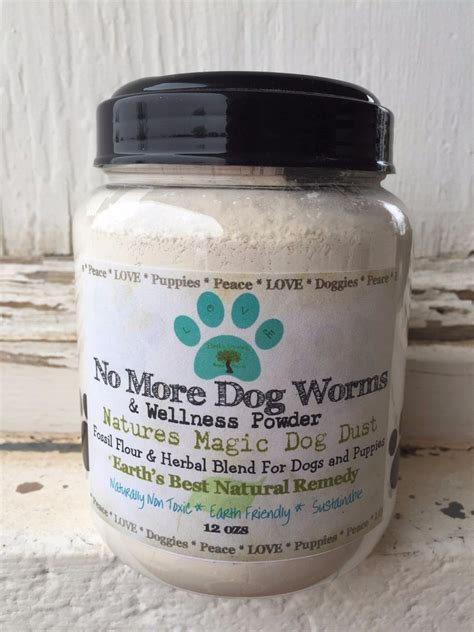 * Peace * LOVE * Puppies * Peace * LOVE * Doggies * Peace *
LOVE
No More Dog Worms
& Wellness Powder
Natures Magic Dog Dust
Fossil Flour & Herbal Blend For Dogs and Puppies
*Earth's Best Natural Remedy
Naturally Non Toxic * Earth Friendly * Sustainable
12 OZS
LOVE * Doggies * Peace * LOVE * Puppies * Peace *